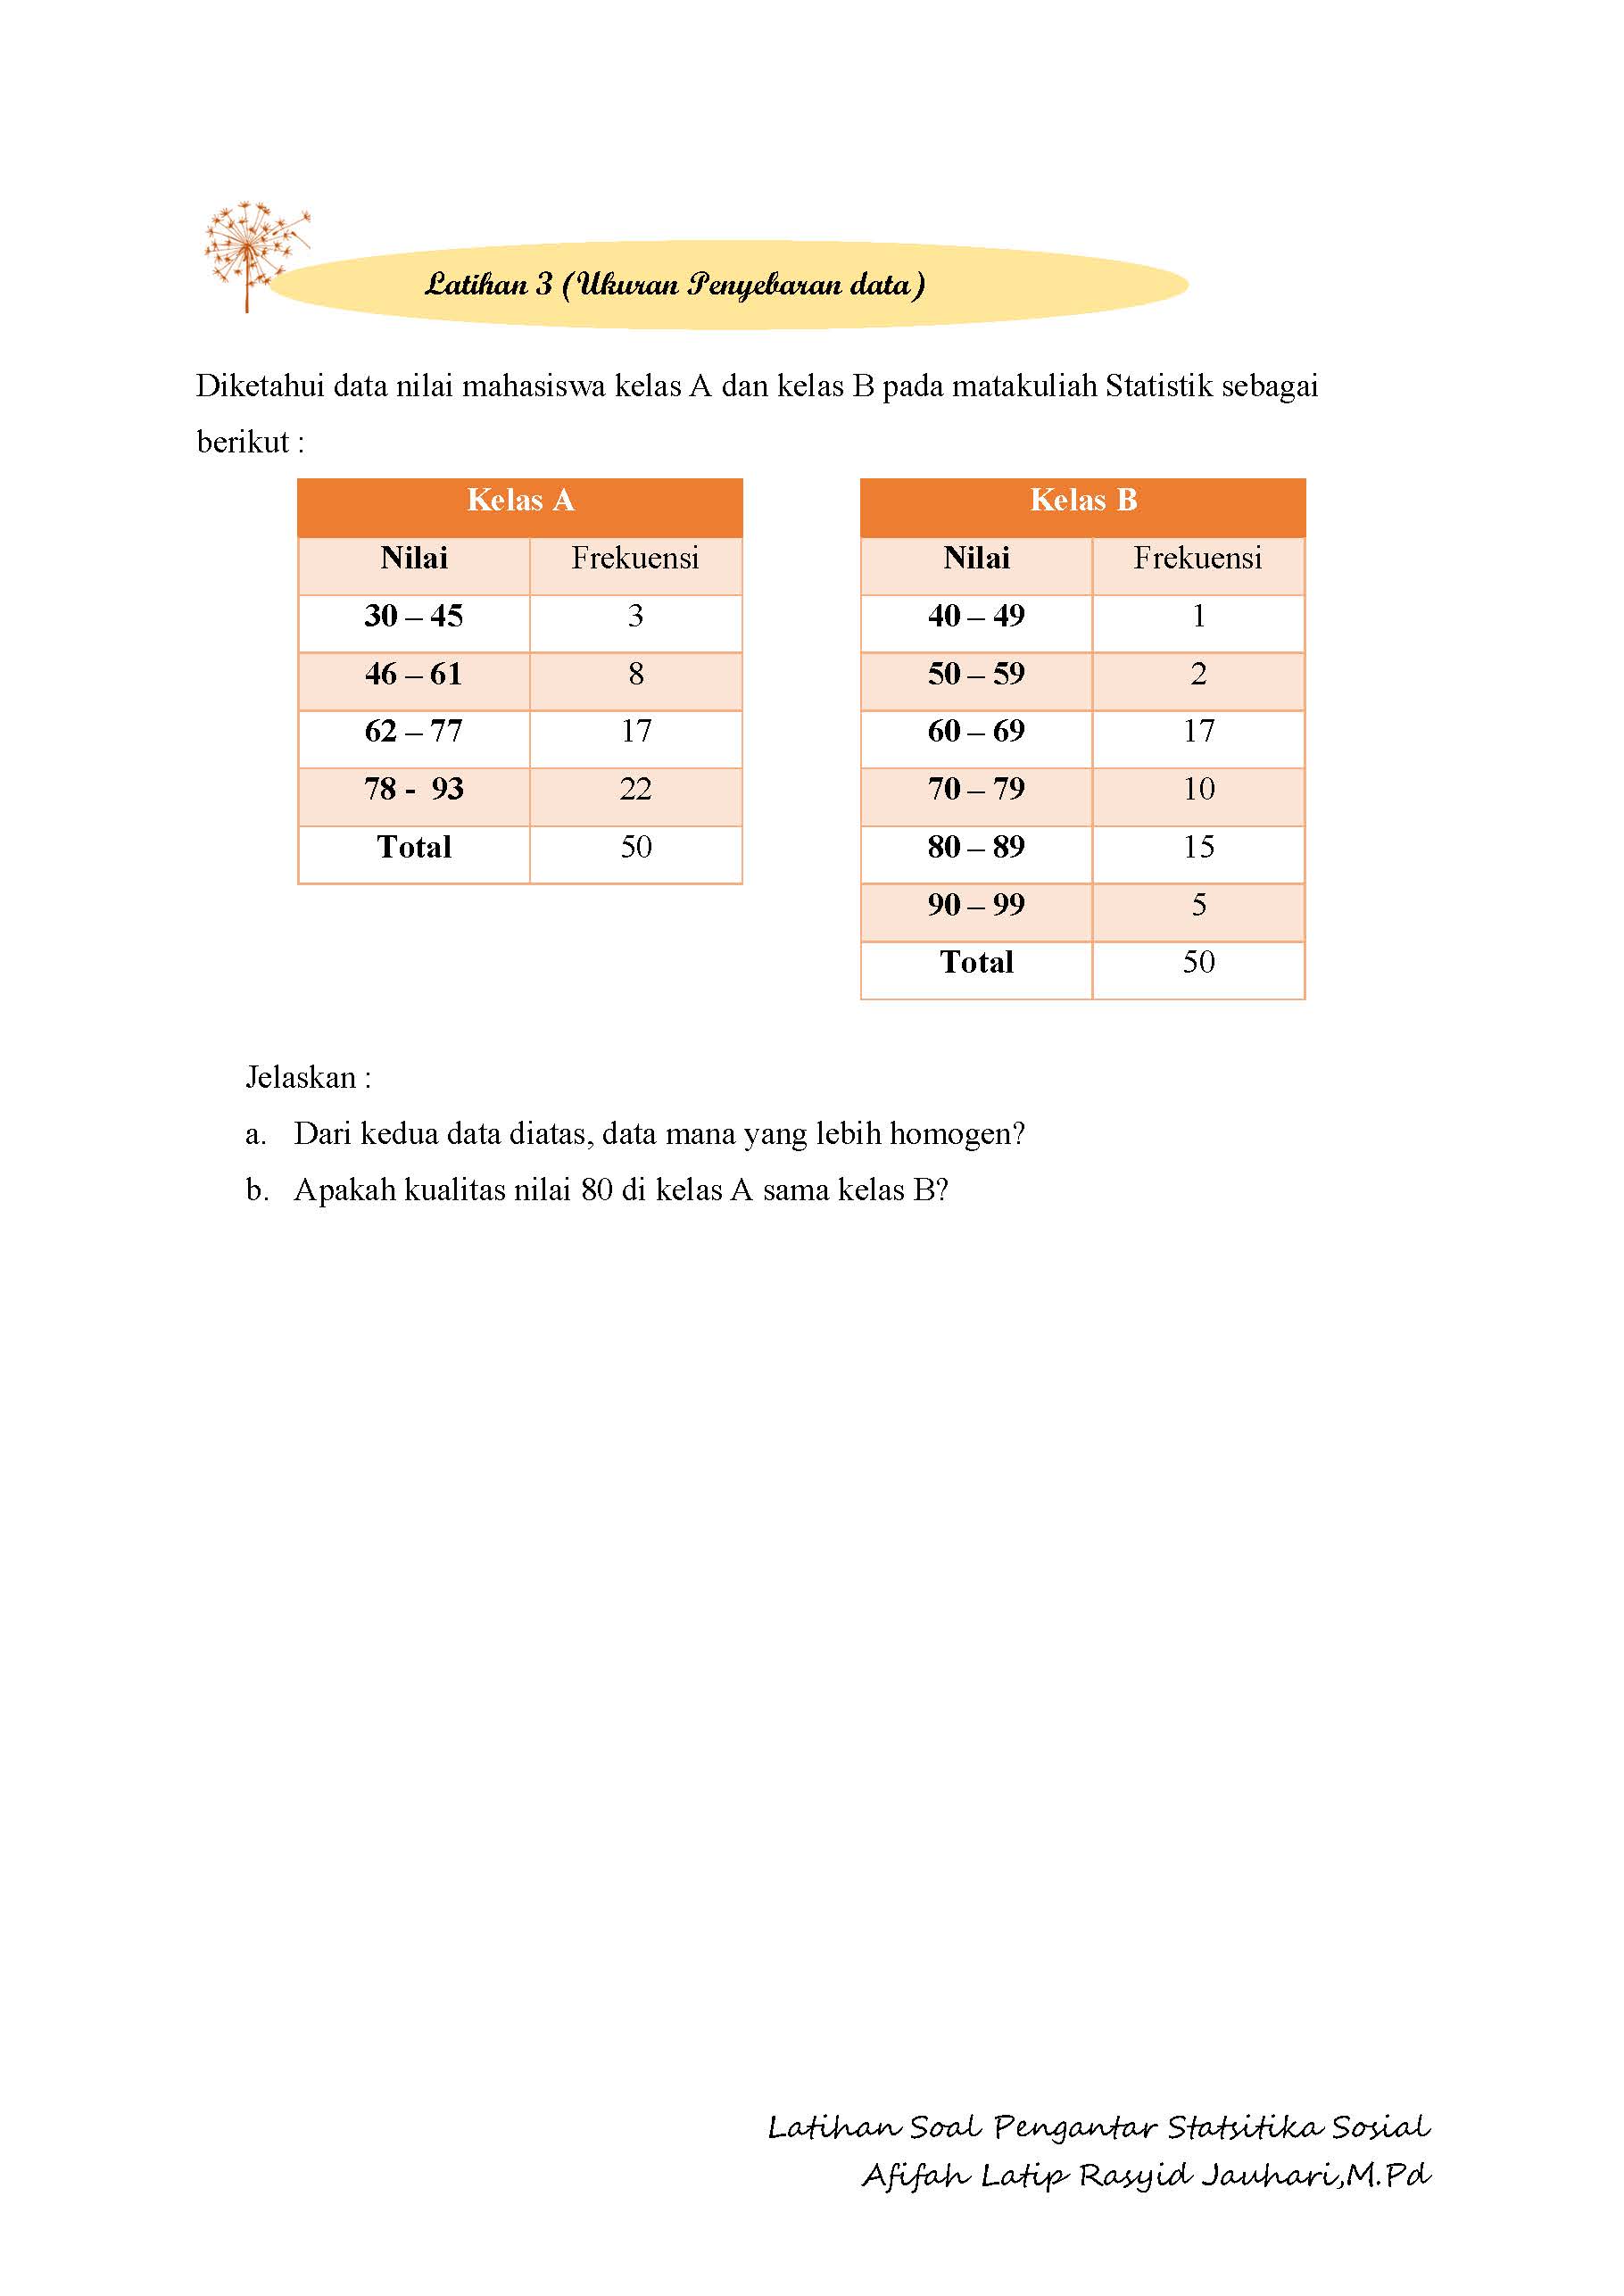 Latihan 3 (Ukuran Penyebaran data)
Diketahui data nilai mahasiswa kelas A dan kelas B pada matakuliah Statistik sebagai
berikut :
Kelas A
Nilai Frekuensi
30 – 45 3
46 – 61 8
62 – 77 17
78 - 93 22
Total 50
Kelas B
Nilai Frekuensi
40 – 49 1
50 – 59 2
60 – 69 17
70 – 79 10
80 – 89 15
90 – 99 5
Total 50
Jelaskan :
a. Dari kedua data diatas, data mana yang lebih homogen?
b. Apakah kualitas nilai 80 di kelas A sama kelas B?
Latihan Soal Pengantar Statsitika Sosial
Afifah Latip Rasyid Jauhari,M.Pd